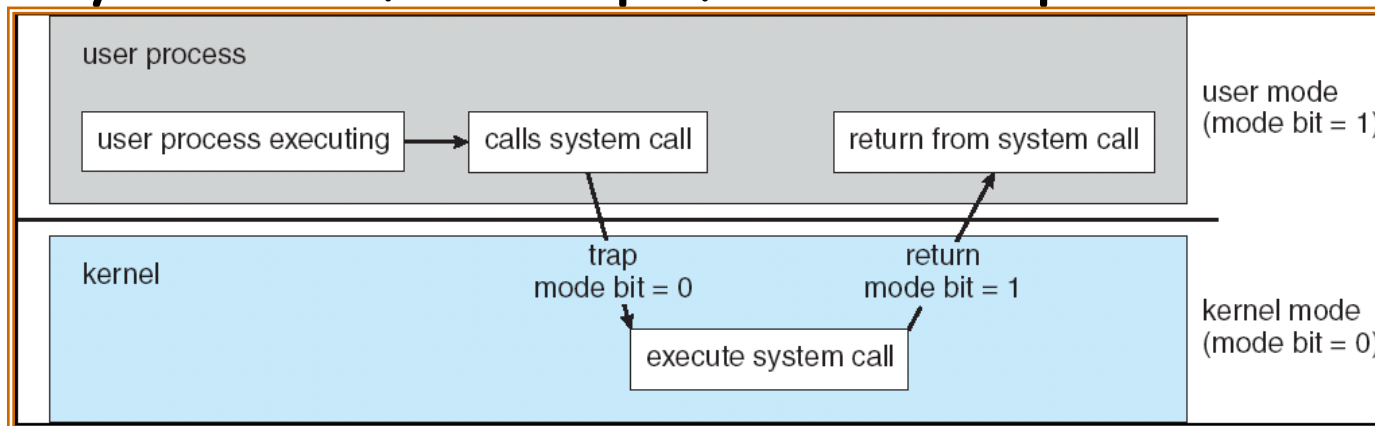 user process
user process executing
calls system call
return from system call
user mode
(mode bit = 1)
kernel
trap
mode bit = 0
return
mode bit = 1
execute system call
kernel mode
(mode bit = 0)